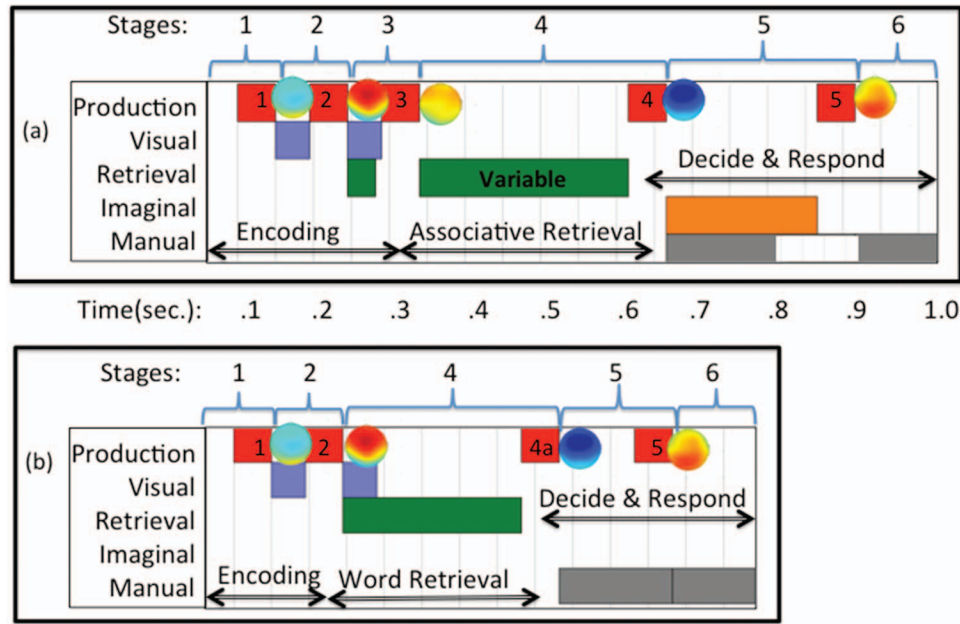 Stages: 1 2 3 4 5 6
(a)
Production 1 2 3 4 5
Visual
Retrieval Variable Decide & Respond
Imaginal
Manual Encoding Associative Retrieval
Time(sec.): .1 .2 .3 .4 .5 .6 .7 .8 .9 1.0
Stages: 1 2 4 5 6
(b)
Production 1 2 4a 5
Visual
Retrieval Decide & Respond
Imaginal
Manual Encoding Word Retrieval